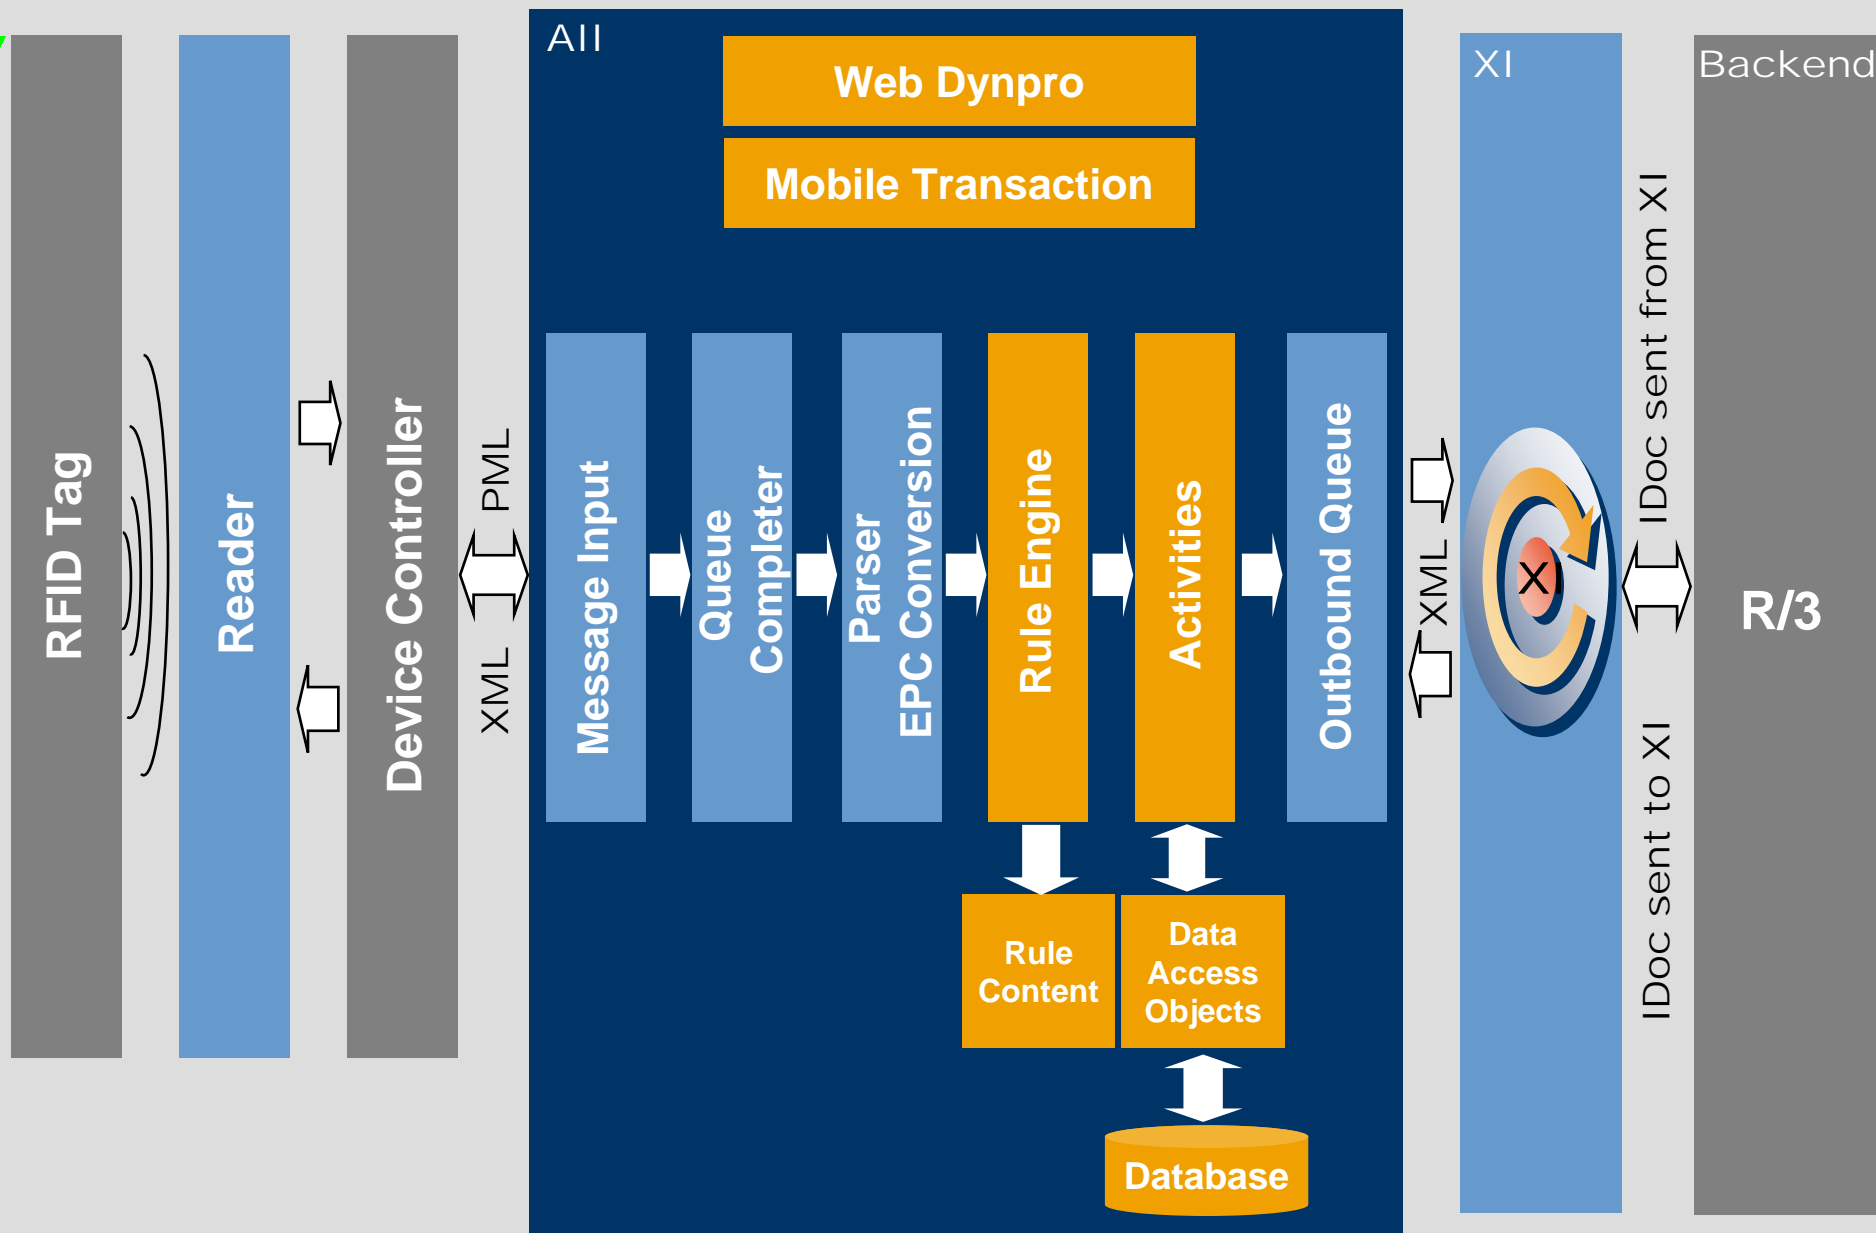 AII
Web Dynpro
Mobile Transaction
XI
Backend
RFID Tag
Reader
Device Controller
PML
XML
Message Input
Queue
Completer
Parser
EPC Conversion
Rule Engine
Activities
Outbound Queue
XML
XI
IDoc sent from XI
IDoc sent to XI
R/3
Rule
Content
Data
Access
Objects
Database